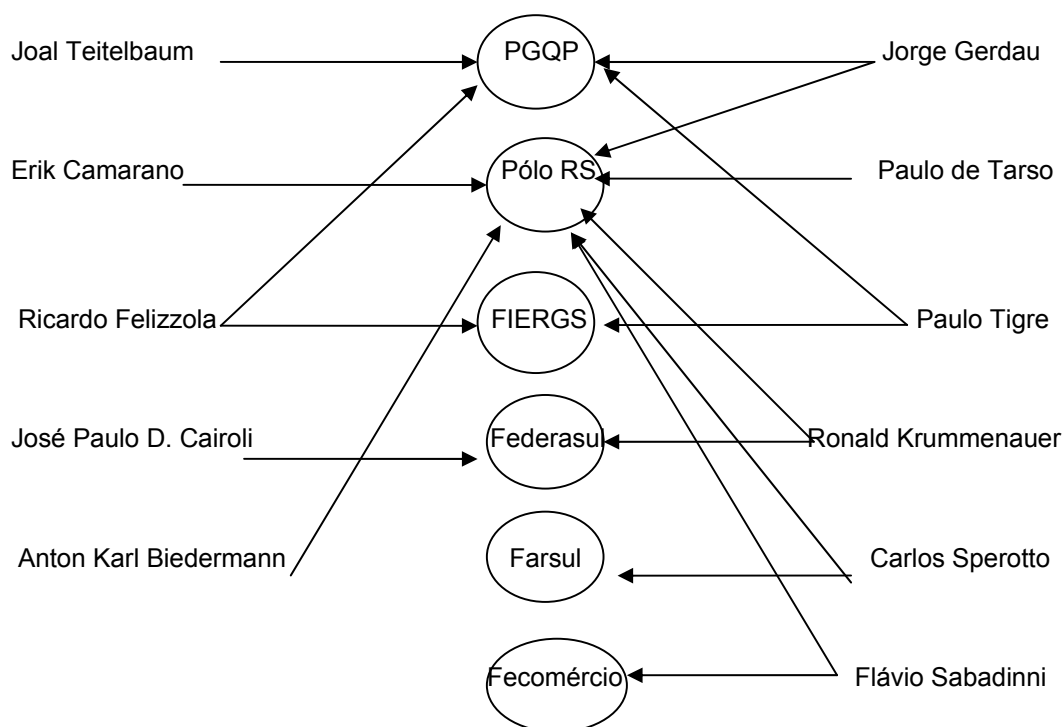 Joal Teitelbaum PGQP Jorge Gerdau
Erik Camarano Pólo RS Paulo de Tarso
Ricardo Felizzola FIERGS Paulo Tigre
José Paulo D. Cairoli Federasul Ronald Krummenauer
Anton Karl Biedermann Farsul Carlos Sperotto
Fecomércio Flávio Sabadinni